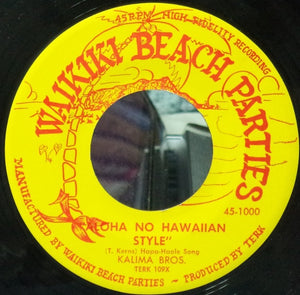 45 RPM HIGH FIDELITY RECORDING
WAIKIKI BEACH PARTIES
45-1000
"ALOHA NO HAWAIIAN
STYLE"
(T. Kerns) Hapa-Haole Song
KALIMA BROS.
TERK 109X
MANUFACTURED BY WAIKIKI BEACH PARTIES - PRODUCED BY TERK